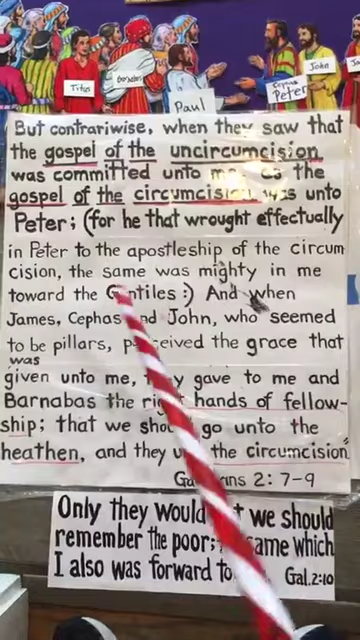 Titus
Barnabas
Paul
Cephas
Peter
John
Ja
But contrariwise, when they saw that
the gospel of the uncircumcision
was committed unto me, as the
gospel of the circumcision was unto
Peter; (for he that wrought effectually
in Peter to the apostleship of the circum
cision, the same was mighty in me
toward the Gentiles:) And when
James, Cephas and John, who seemed
to be pillars, perceived the grace that
was
given unto me, they gave to me and
Barnabas the right hands of fellow-
ship; that we should go unto the
heathen, and they the circumcision
Galatians 2: 7-9
Only they would we should
remember the poor; same which
I also was forward to Gal.2:10